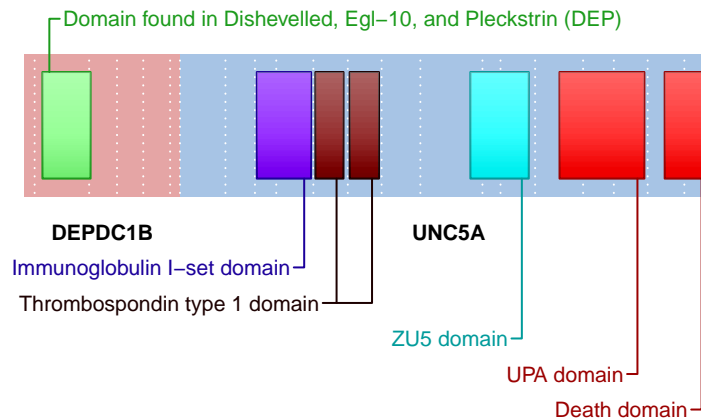 Domain found in Dishevelled, Egl−10, and Pleckstrin (DEP)
DEPDC1B
UNC5A
Immunoglobulin I−set domain
Thrombospondin type 1 domain
ZU5 domain
UPA domain
Death domain